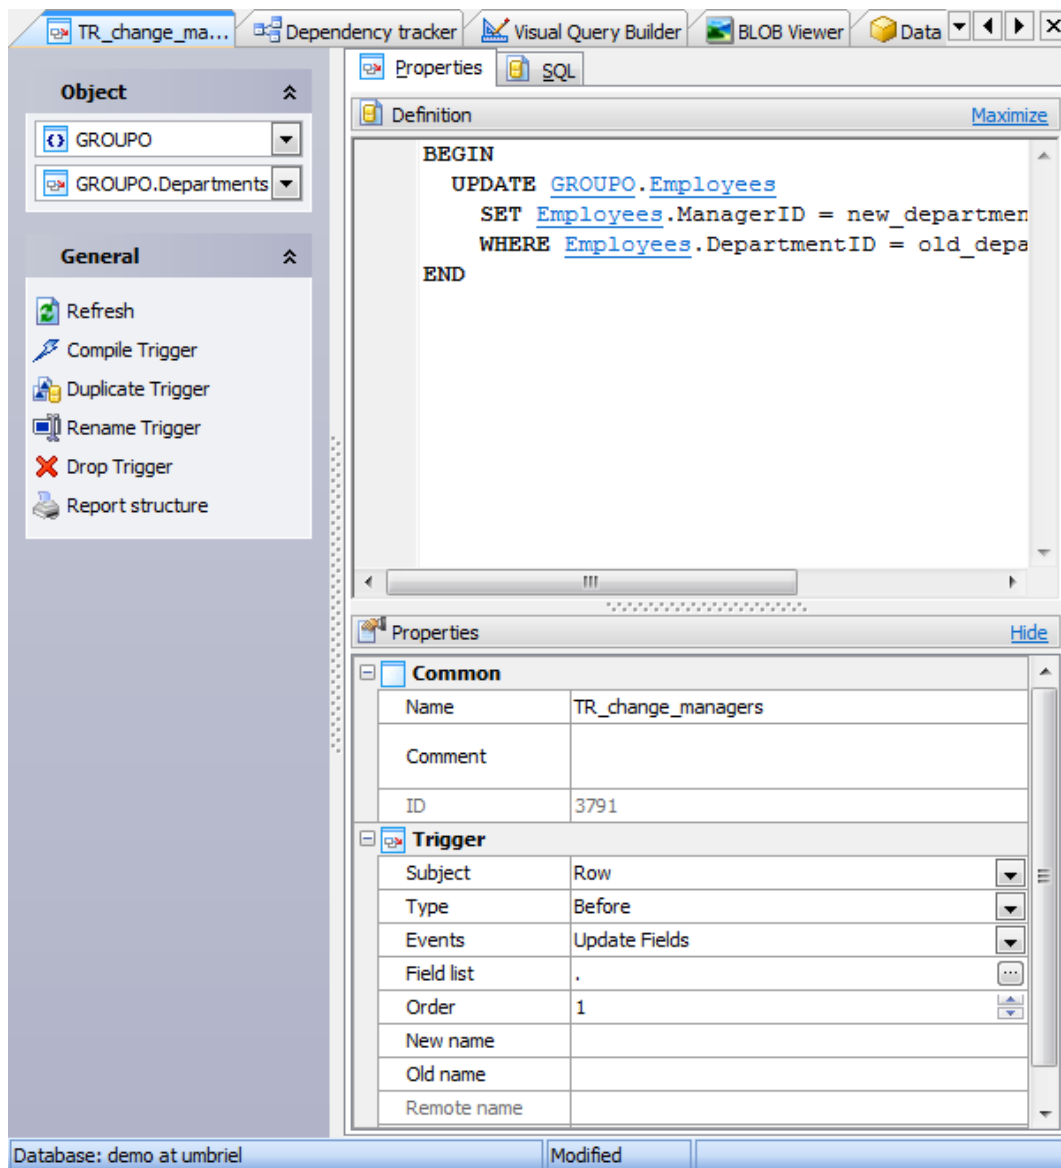 TR_change_ma...
Dependency tracker
Visual Query Builder
BLOB Viewer
Data
Object
GROUPO
GROUPO.Departments
General
Refresh
Compile Trigger
Duplicate Trigger
Rename Trigger
Drop Trigger
Report structure
Properties
SQL
Definition Maximize
BEGIN
UPDATE GROUPO.Employees
SET Employees.ManagerID = new_departmen
WHERE Employees.DepartmentID = old_depa
END
Properties Hide
Common
Name TR_change_managers
Comment
ID 3791
Trigger
Subject Row
Type Before
Events Update Fields
Field list .
Order 1
New name
Old name
Remote name
Database: demo at umbriel Modified